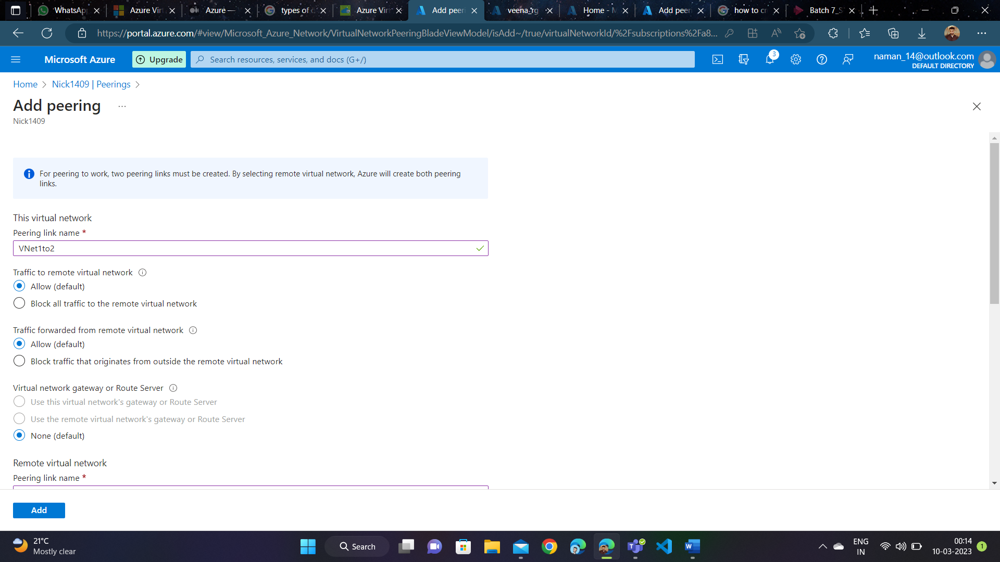 WhatsApp
Azure Virt
Azure —
types of c
Azure Virt
Add peeri
veena_rg
Home - M
Add peeri
how to cr
Batch 7_S
https://portal.azure.com/#view/Microsoft_Azure_Network/VirtualNetworkPeeringBladeViewModel/isAdd~/true/virtualNetworkId/%2Fsubscriptions%2Fa8...
Microsoft Azure
Upgrade
Search resources, services, and docs (G+/)
3
naman_14@outlook.com
DEFAULT DIRECTORY
Home > Nick1409 | Peerings >
Add peering ...
Nick1409
For peering to work, two peering links must be created. By selecting remote virtual network, Azure will create both peering
links.
This virtual network
Peering link name *
VNet1to2
Traffic to remote virtual network
Allow (default)
Block all traffic to the remote virtual network
Traffic forwarded from remote virtual network
Allow (default)
Block traffic that originates from outside the remote virtual network
Virtual network gateway or Route Server
Use this virtual network's gateway or Route Server
Use the remote virtual network's gateway or Route Server
None (default)
Remote virtual network
Peering link name *
Add
21°C
Mostly clear
Search
ENG
IN
00:14
10-03-2023
1